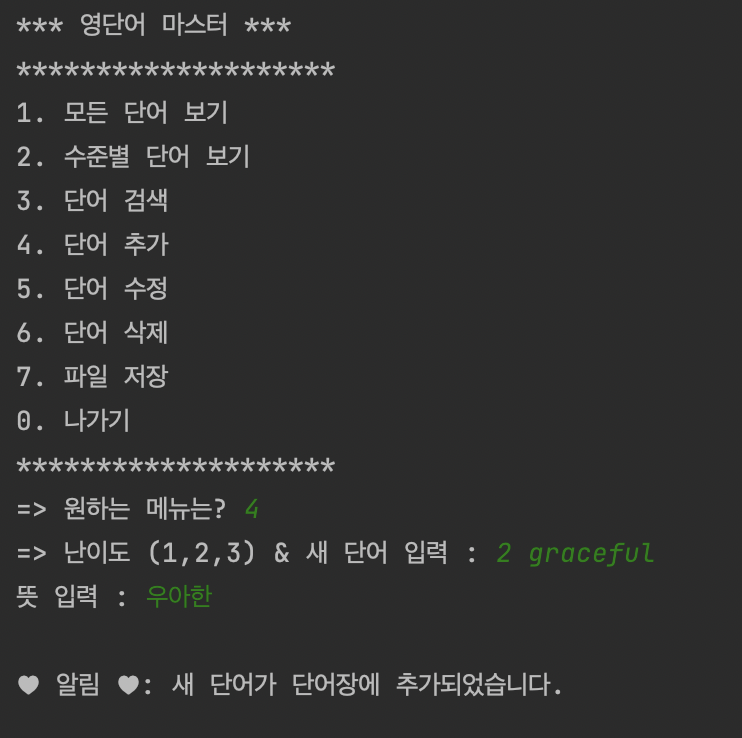 *** 영단어 마스터 ***
********************
1. 모든 단어 보기
2. 수준별 단어 보기
3. 단어 검색
4. 단어 추가
5. 단어 수정
6. 단어 삭제
7. 파일 저장
0. 나가기
********************
=> 원하는 메뉴는? 4
=> 난이도 (1,2,3) & 새 단어 입력 : 2 graceful
뜻 입력 : 우아한
♥ 알림 ♥: 새 단어가 단어장에 추가되었습니다.